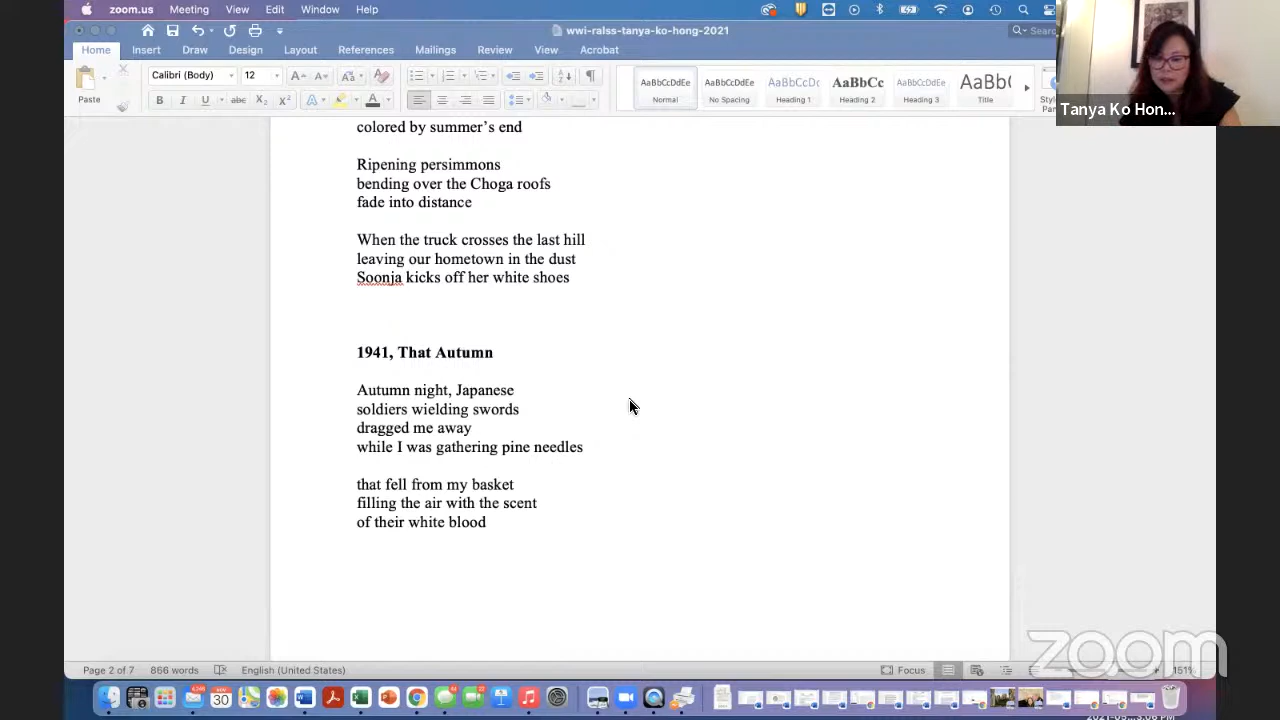 zoom.us Meeting View Edit Window Help
wwi-ralss-tanya-ko-hong-2021
Home Insert Draw Design Layout References Mailings Review View Acrobat
Calibri (Body) 12
Paste
AaBbCcDdEe AaBbCcDdEe AaBbCcDc AaBbCc AaBbCcDdEe AaBb(
Normal No Spacing Heading 1 Heading 2 Heading 3 Title
Tanya Ko Hon...
colored by summer's end
Ripening persimmons
bending over the Choga roofs
fade into distance
When the truck crosses the last hill
leaving our hometown in the dust
Soonja kicks off her white shoes
1941, That Autumn
Autumn night, Japanese
soldiers wielding swords
dragged me away
while I was gathering pine needles
that fell from my basket
filling the air with the scent
of their white blood
zoom
Page 2 of 7 866 words English (United States) Focus 151%